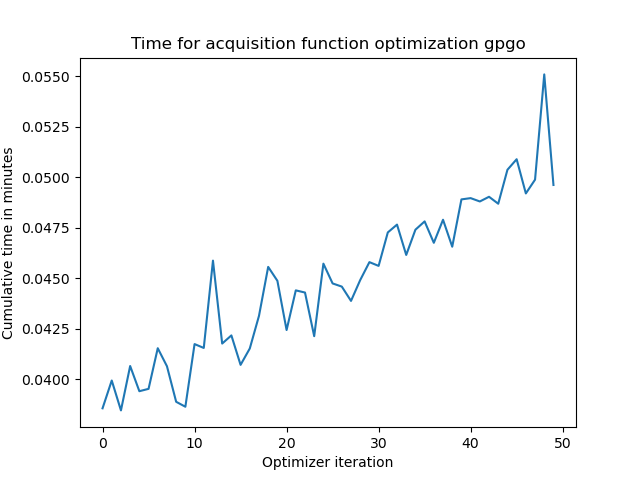 Time for acquisition function optimization gpgo
Cumulative time in minutes
0.0550
0.0525
0.0500
0.0475
0.0450
0.0425
0.0400
0 10 20 30 40 50
Optimizer iteration